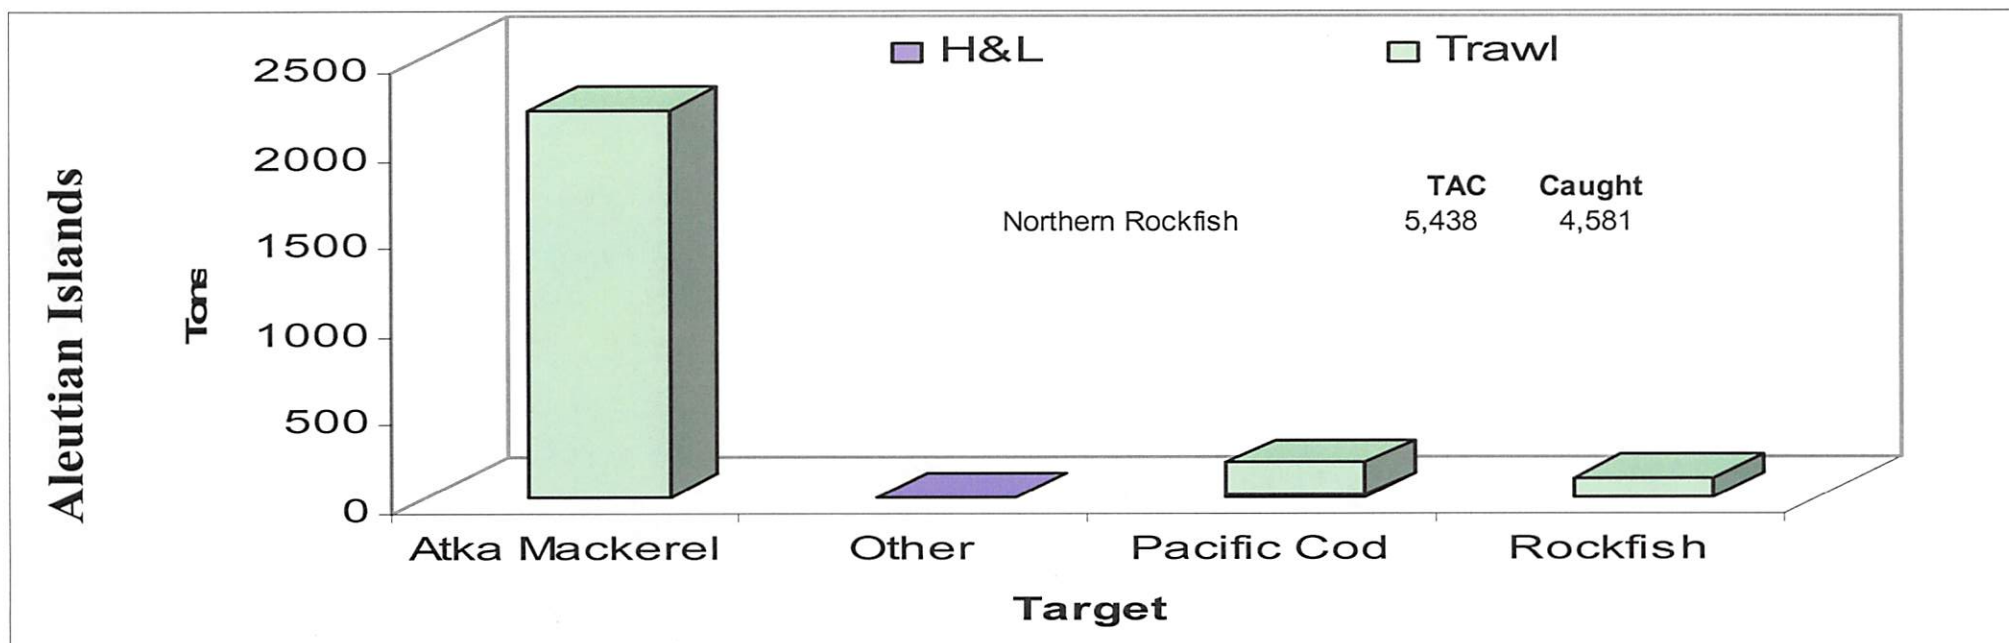 Aleutian Islands
Tons
H&L
Trawl
2500
2000
1500
1000
500
0
TAC Caught
Northern Rockfish 5,438 4,581
Atka Mackerel Other Pacific Cod Rockfish
Target